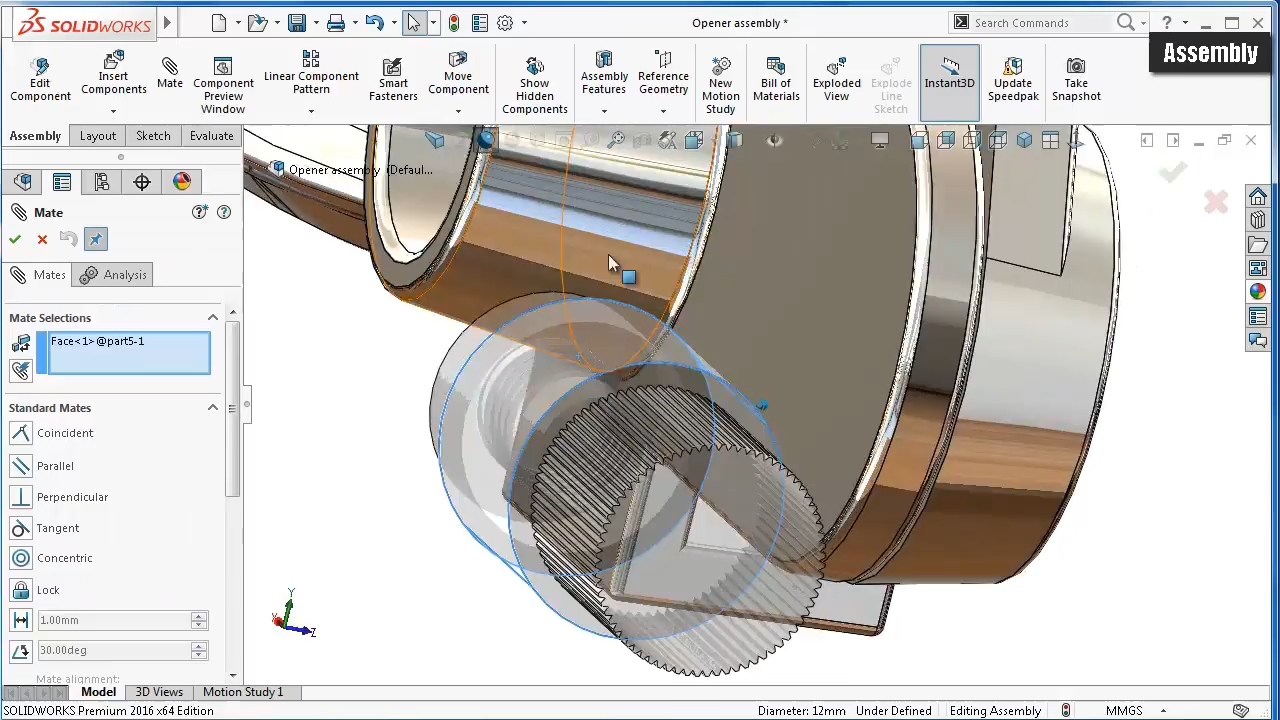 SOLIDWORKS
Opener assembly *
Search Commands
?
Assembly
Edit Component
Insert Components
Mate
Component Preview Window
Linear Component Pattern
Smart Fasteners
Move Component
Show Hidden Components
Assembly Features
Reference Geometry
New Motion Study
Bill of Materials
Exploded View
Explode Line Sketch
Instant3D
Update Speedpak
Take Snapshot
Assembly Layout Sketch Evaluate
Opener assembly (Defaul...
Mate
Mates Analysis
Mate Selections
Face<1>@part5-1
Standard Mates
Coincident
Parallel
Perpendicular
Tangent
Concentric
Lock
1.00mm
30.00deg
Mate alignment:
Y
Z
Model 3D Views Motion Study 1
SOLIDWORKS Premium 2016 x64 Edition
Diameter: 12mm Under Defined Editing Assembly MMGS